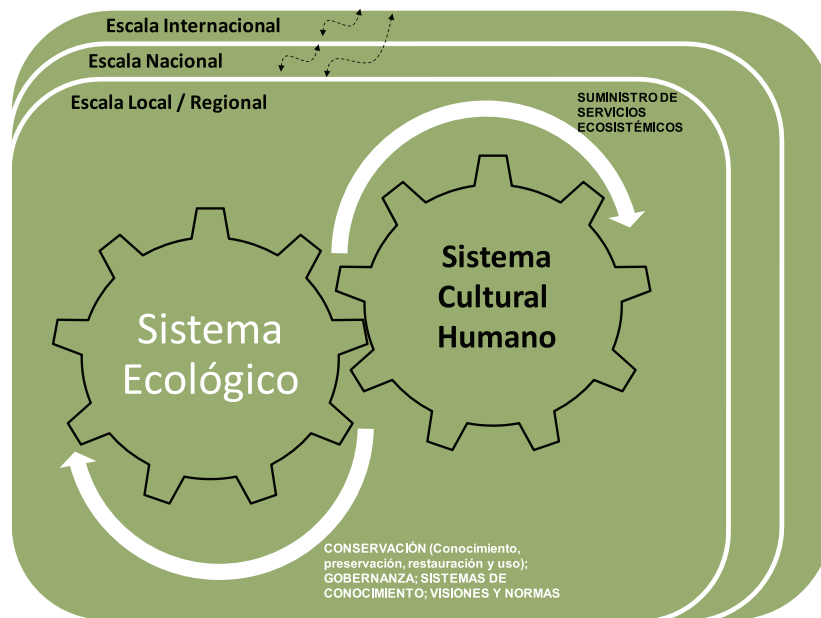 Escala Internacional
Escala Nacional
Escala Local / Regional
SUMINISTRO DE
SERVICIOS
ECOSISTÉMICOS
Sistema
Cultural
Humano
Sistema
Ecológico
CONSERVACIÓN (Conocimiento,
preservación, restauración y uso);
GOBERNANZA; SISTEMAS DE
CONOCIMIENTO; VISIONES Y NORMAS